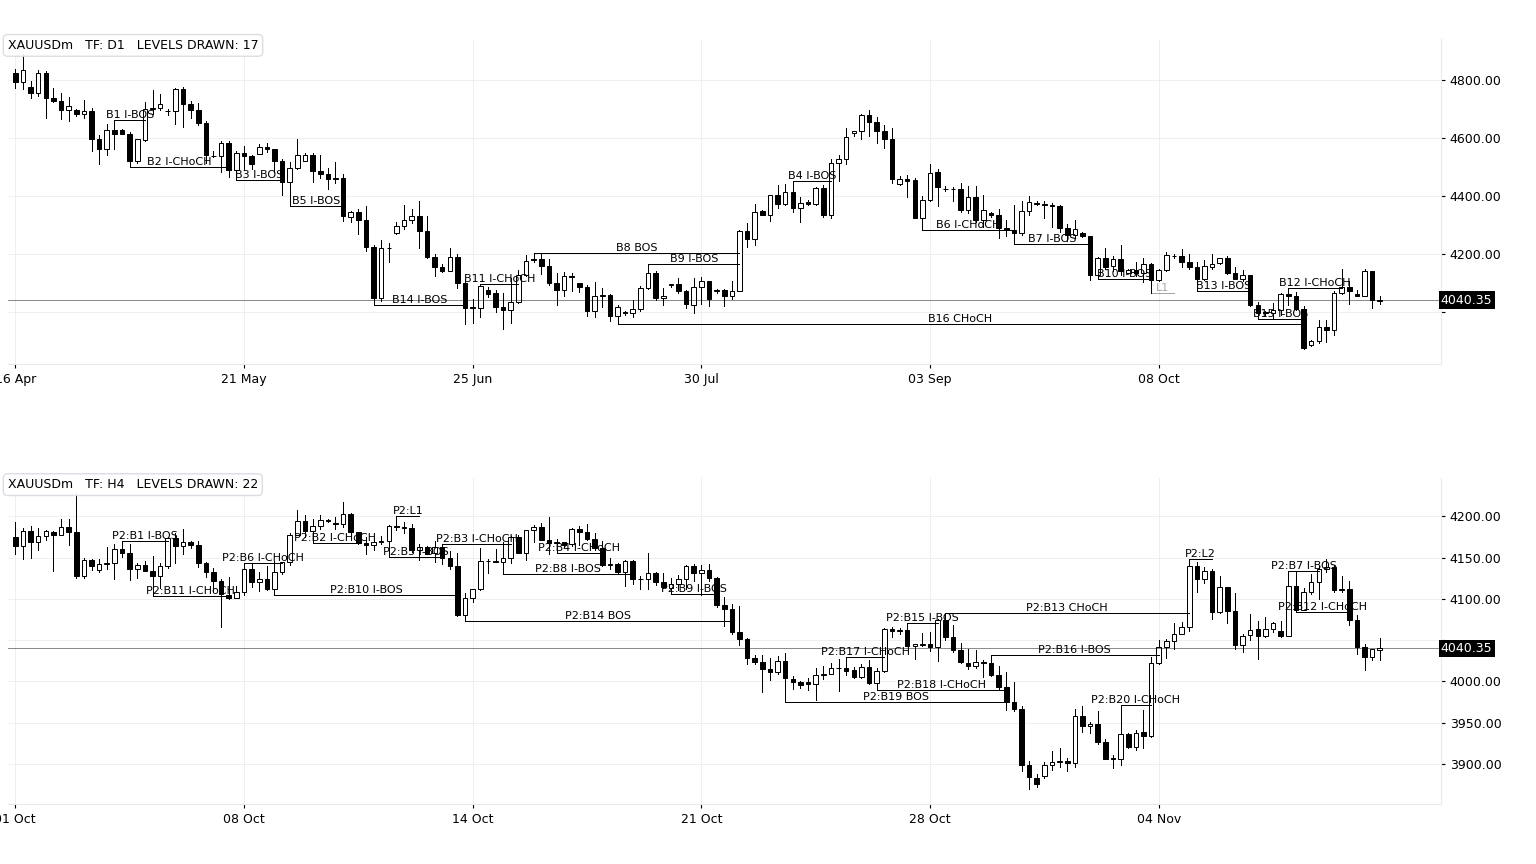 XAUUSDm TF: D1 LEVELS DRAWN: 17
4800.00
B1 I-BOS
4600.00
B2 I-CHoCH
B3 I-BOS
B4 I-BOS
B5 I-BOS
4400.00
B6 I-CHoCH
B7 I-BOS
B8 BOS
B9 I-BOS
4200.00
B10 I-BOS
B11 I-CHoCH
B12 I-CHoCH
L1
B13 I-BOS
B14 I-BOS
4040.35
B15 I-BOS
B16 CHoCH
16 Apr
21 May
25 Jun
30 Jul
03 Sep
08 Oct
XAUUSDm TF: H4 LEVELS DRAWN: 22
P2:L1
4200.00
P2:B1 I-BOS
P2:B2 I-CHoCH
P2:B3 I-CHoCH
P2:B4 I-CHoCH
P2:L2
P2:B6 I-CHoCH
4150.00
P2:B7 I-BOS
P2:B8 I-BOS
P2:B9 I-BOS
P2:B10 I-BOS
P2:B11 I-CHoCH
4100.00
P2:B12 I-CHoCH
P2:B13 CHoCH
P2:B14 BOS
P2:B15 I-BOS
P2:B16 I-BOS
P2:B17 I-CHoCH
4040.35
P2:B18 I-CHoCH
4000.00
P2:B19 BOS
P2:B20 I-CHoCH
3950.00
3900.00
01 Oct
08 Oct
14 Oct
21 Oct
28 Oct
04 Nov